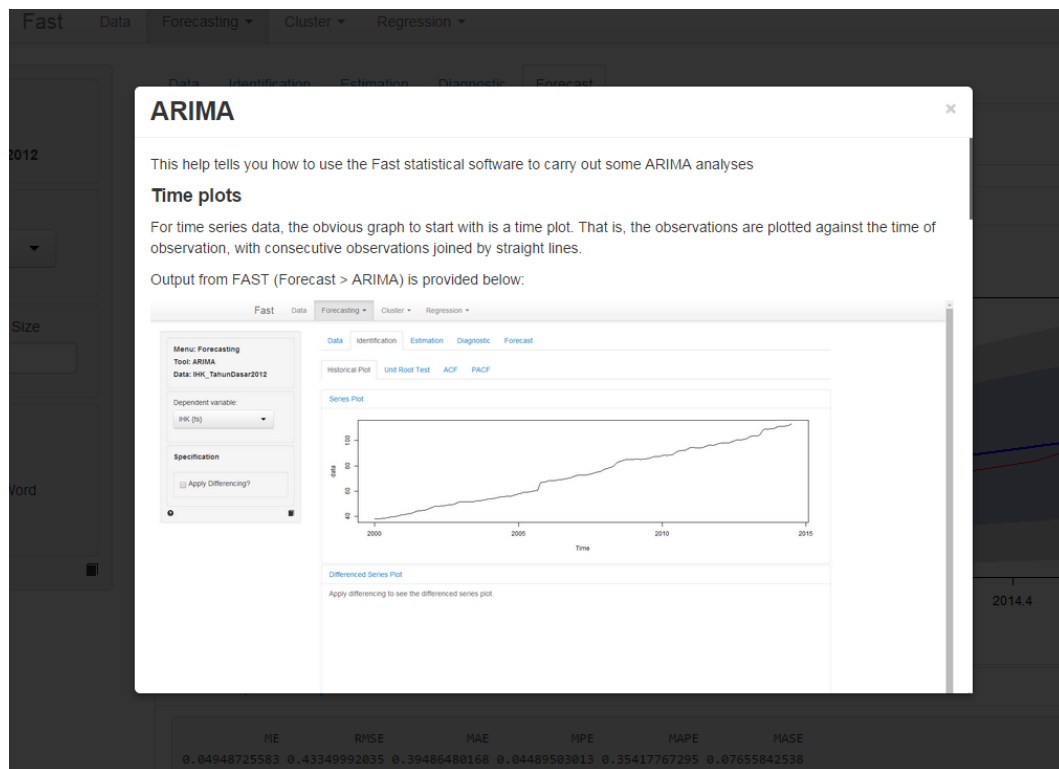 Fast Data Forecasting Cluster Regression
Data Identification Estimation Diagnostic Forecast
2012
Size
Word
ARIMA
×
This help tells you how to use the Fast statistical software to carry out some ARIMA analyses
Time plots
For time series data, the obvious graph to start with is a time plot. That is, the observations are plotted against the time of
observation, with consecutive observations joined by straight lines.
Output from FAST (Forecast > ARIMA) is provided below:
Fast Data Forecasting Cluster Regression
Menu: Forecasting
Tool: ARIMA
Data: IHK_TahunDasar2012
Dependent variable:
IHK (ts)
Specification
Apply Differencing?
Data Identification Estimation Diagnostic Forecast
Historical Plot Unit Root Test ACF PACF
Series Plot
data
100
80
60
40
2000 2005 2010 2015
Time
Differenced Series Plot
Apply differencing to see the differenced series plot
2014.4
ME RMSE MAE MPE MAPE MASE
0.04948725583 0.43349992035 0.39486480168 0.04489503013 0.35417767295 0.07655842538